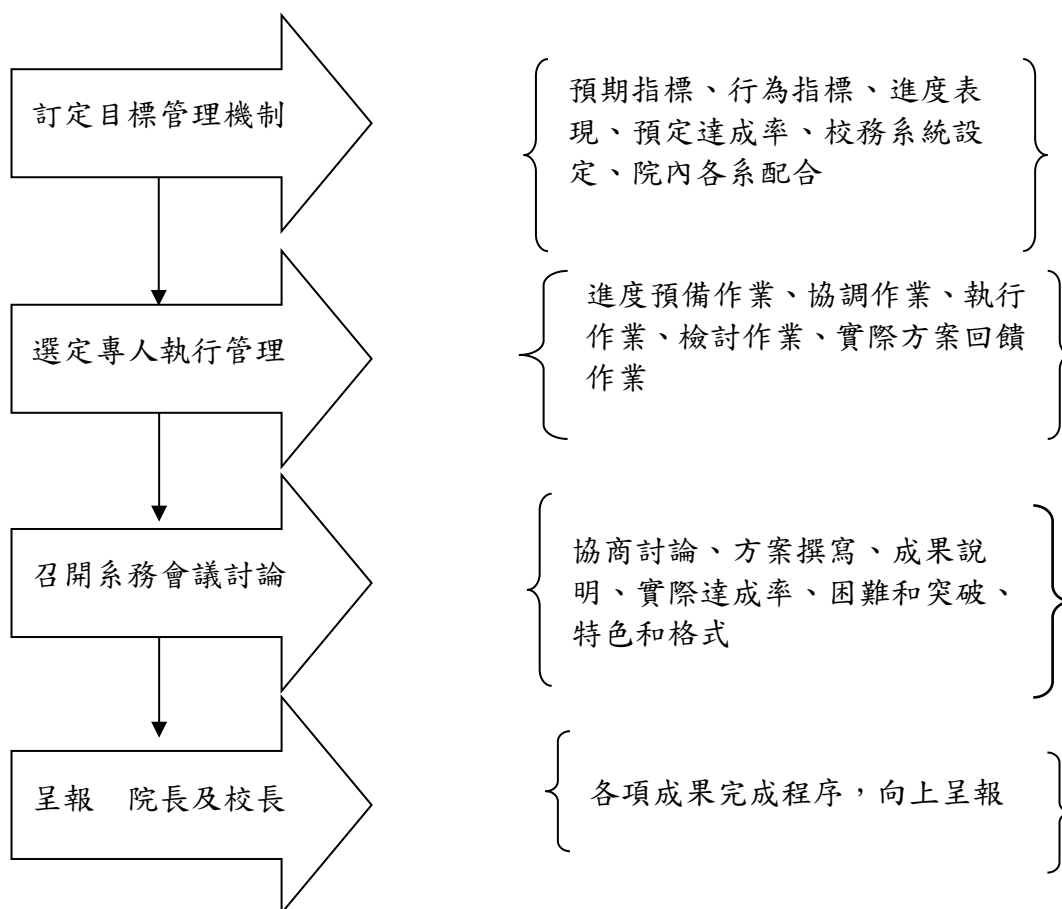 訂定目標管理機制
預期指標、行為指標、進度表
現、預定達成率、校務系統設
定、院內各系配合
選定專人執行管理
進度預備作業、協調作業、執行
作業、檢討作業、實際方案回饋
作業
召開系務會議討論
協商討論、方案撰寫、成果說
明、實際達成率、困難和突破、
特色和格式
呈報　院長及校長
各項成果完成程序，向上呈報